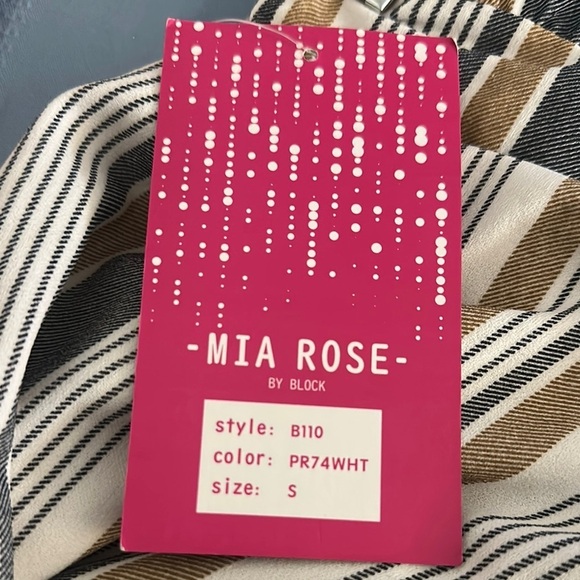 -MIA ROSE-
BY BLOCK
style: B110
color: PR74WHT
size: S